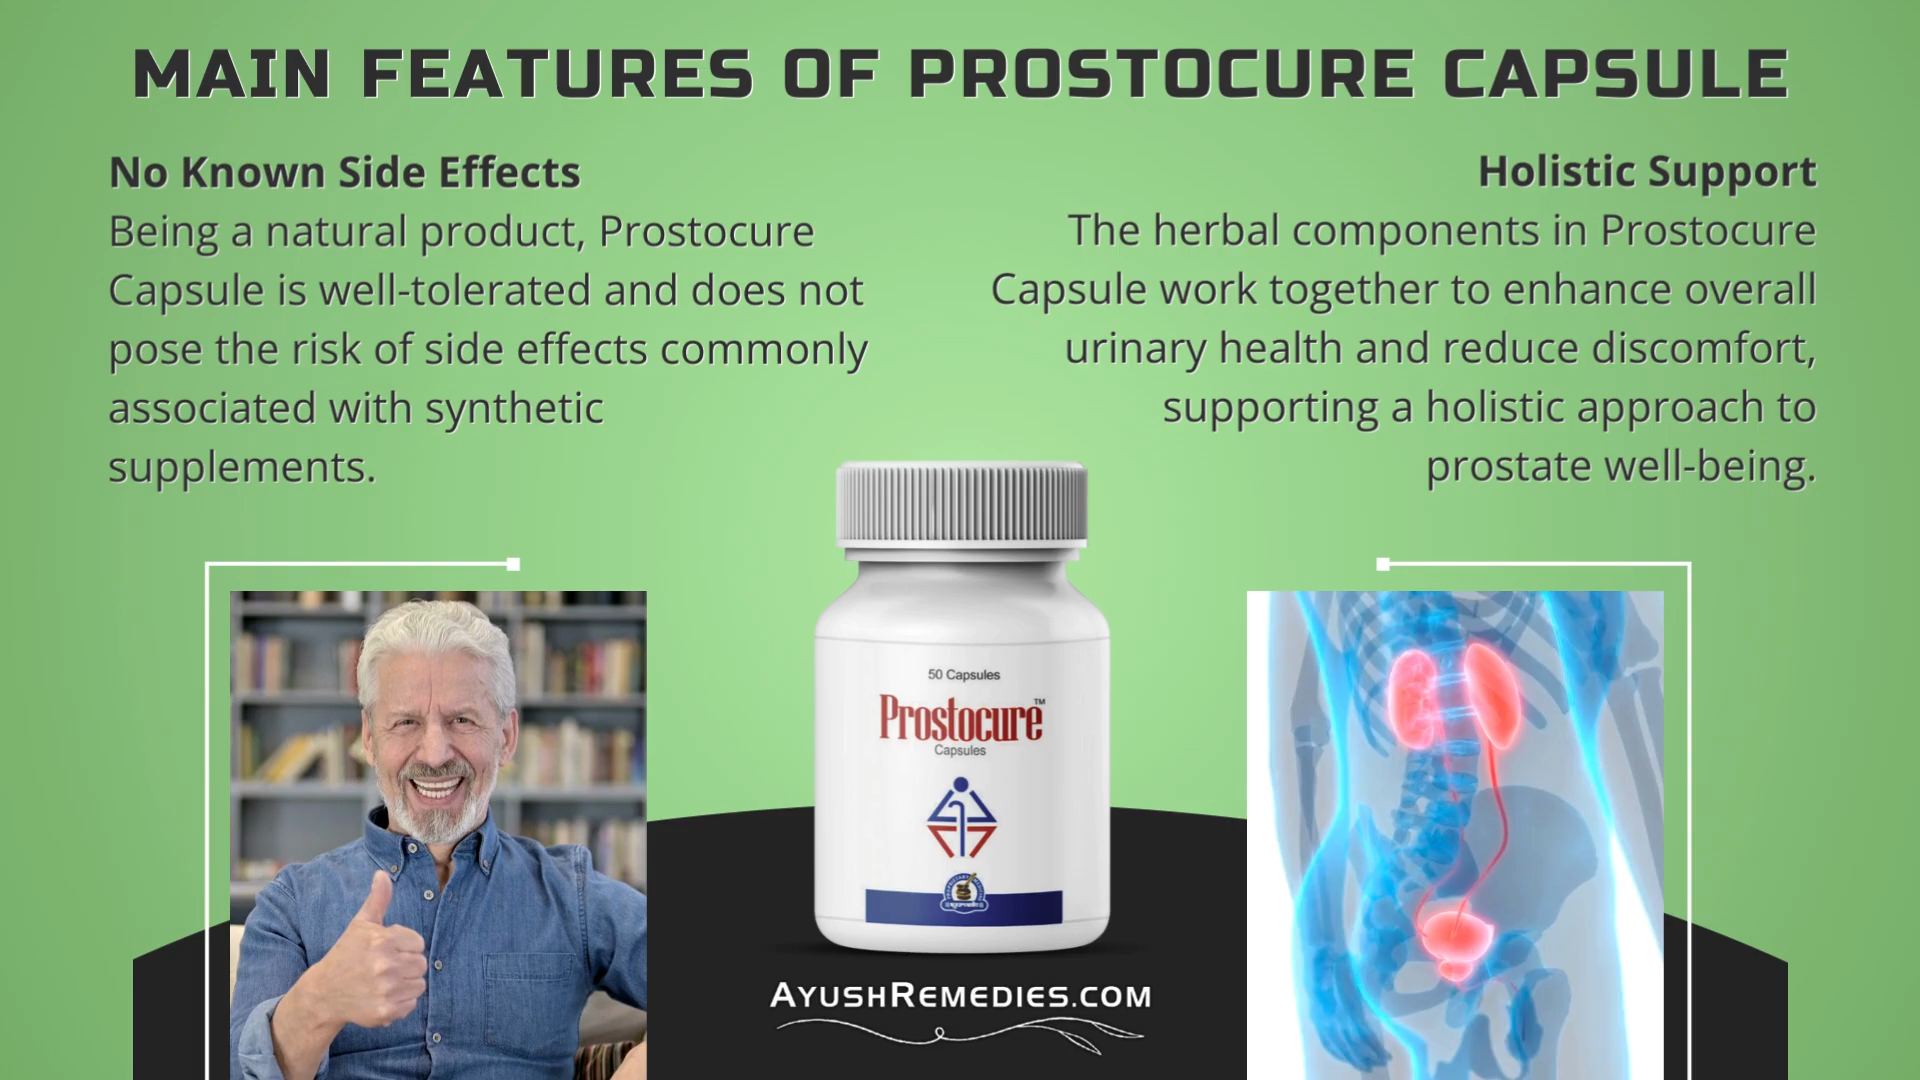 MAIN FEATURES OF PROSTOCURE CAPSULE
No Known Side Effects
Being a natural product, Prostocure
Capsule is well-tolerated and does not
pose the risk of side effects commonly
associated with synthetic
supplements.
Holistic Support
The herbal components in Prostocure
Capsule work together to enhance overall
urinary health and reduce discomfort,
supporting a holistic approach to
prostate well-being.
50 Capsules
Prostocure™
Capsules
AYUSHREMEDIES.COM